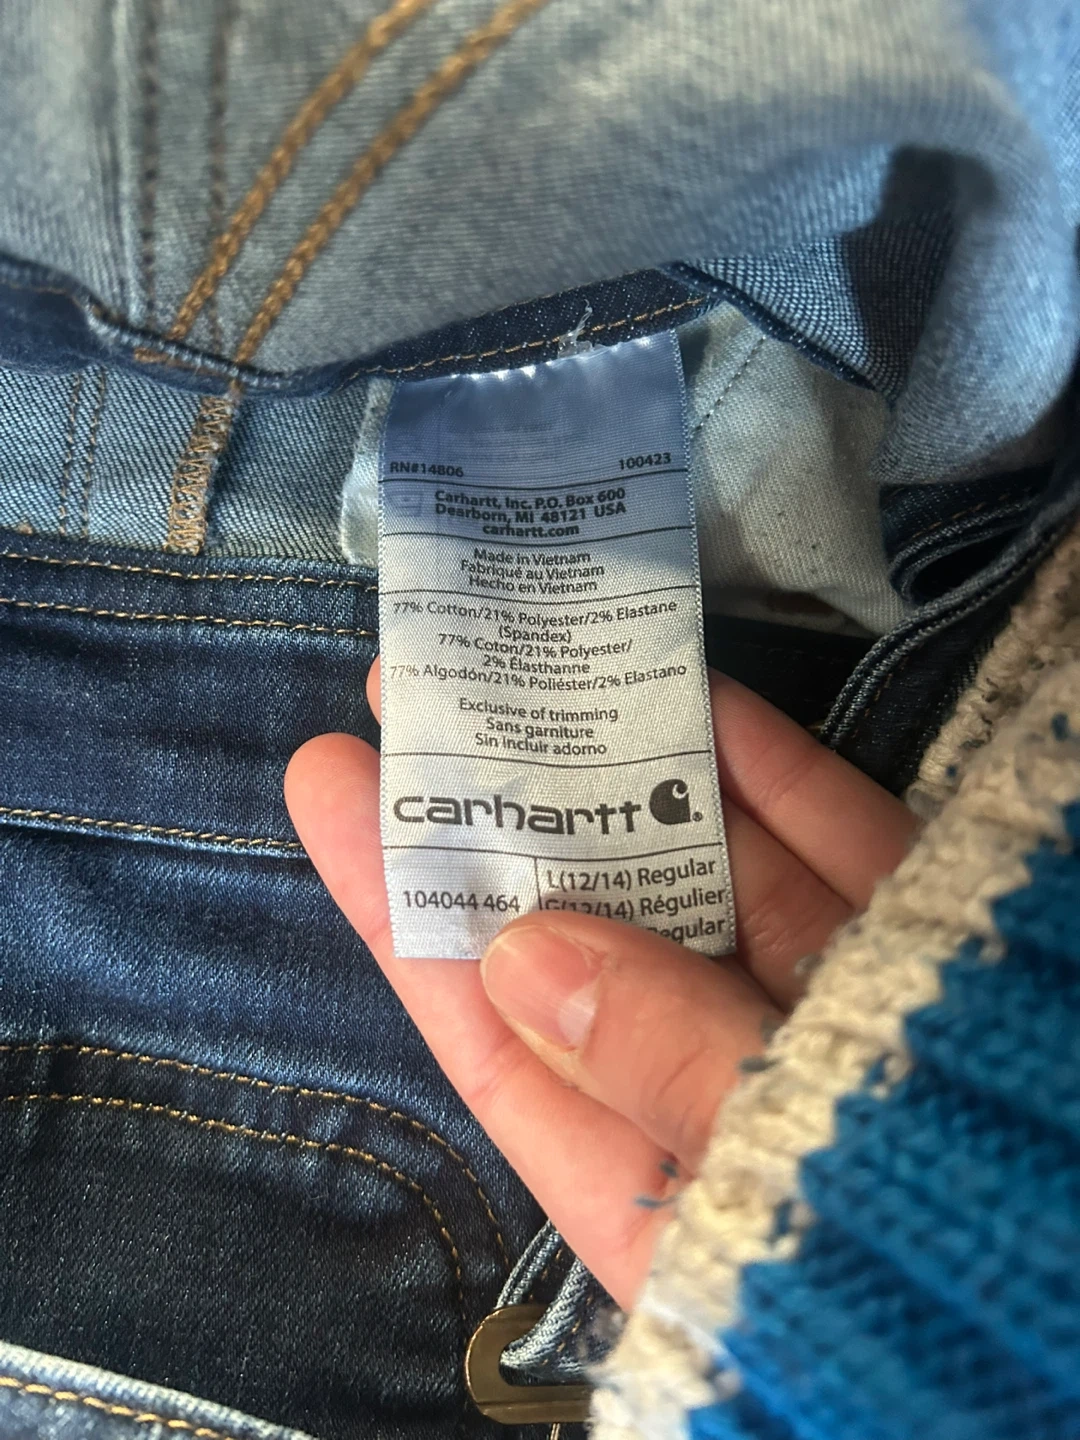 RN#14806 100423
Carhartt, Inc. P.O. Box 600
Dearborn, MI 48121 USA
carhartt.com
Made in Vietnam
Fabriqué au Vietnam
Hecho en Vietnam
77% Cotton/21% Polyester/2% Elastane
(Spandex)
77% Coton/21% Polyester/
2% Élasthanne
77% Algodón/21% Poliéster/2% Elastano
Exclusive of trimming
Sans garniture
Sin incluir adorno
carhartt
104044 464
L(12/14) Regular
G(12/14) Régulier
Regular